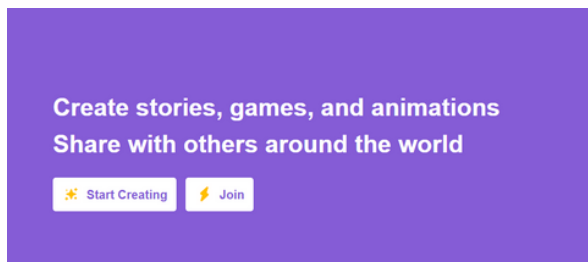 Create stories, games, and animations
Share with others around the world
Start Creating Join